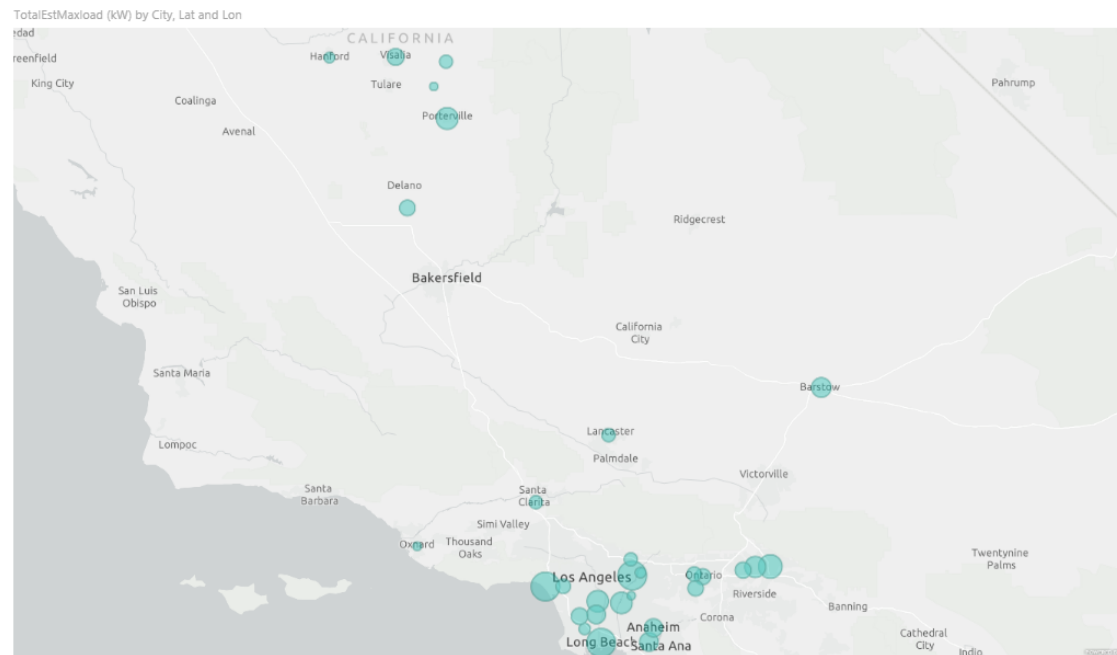 TotalEstMaxload (kW) by City, Lat and Lon
CALIFORNIA
Hanford
Visalia
reenfield
King City
Tulare
Pahrump
Coalinga
Porterville
Avenal
Delano
Ridgecrest
Bakersfield
San Luis
Obispo
California
City
Santa Maria
Barstow
Lancaster
Lompoc
Palmdale
Victorville
Santa
Barbara
Santa
Clarita
Simi Valley
Oxnard
Thousand
Oaks
Twentynine
Palms
Los Angeles
Ontario
Riverside
Banning
Corona
Anaheim
Cathedral
City
Long Beach
Santa Ana
Indio